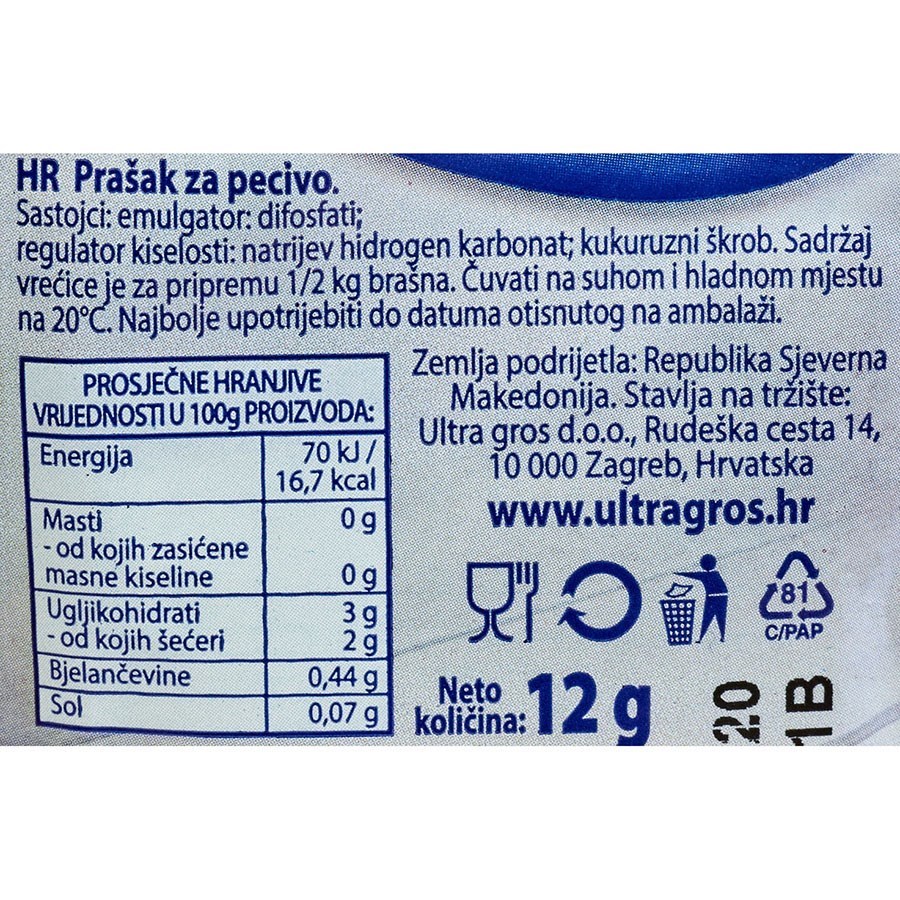 HR Prašak za pecivo.
Sastojci: emulgator: difosfati;
regulator kiselosti: natrijev hidrogen karbonat; kukuruzni škrob. Sadržaj
vrećice je za pripremu 1/2 kg brašna. Čuvati na suhom i hladnom mjestu
na 20°C. Najbolje upotrijebiti do datuma otisnutog na ambalaži.
PROSJEČNE HRANJIVE
VRIJEDNOSTI U 100g PROIZVODA:
Energija 70 kJ /
16,7 kcal
Masti 0 g
- od kojih zasićene
masne kiseline 0 g
Ugljikohidrati 3 g
- od kojih šećeri 2 g
Bjelančevine 0,44 g
Sol 0,07 g
Zemlja podrijetla: Republika Sjeverna
Makedonija. Stavlja na tržište:
Ultra gros d.o.o., Rudeška cesta 14,
10 000 Zagreb, Hrvatska
www.ultragros.hr
81
C/PAP
Neto
količina: 12 g
20
1B